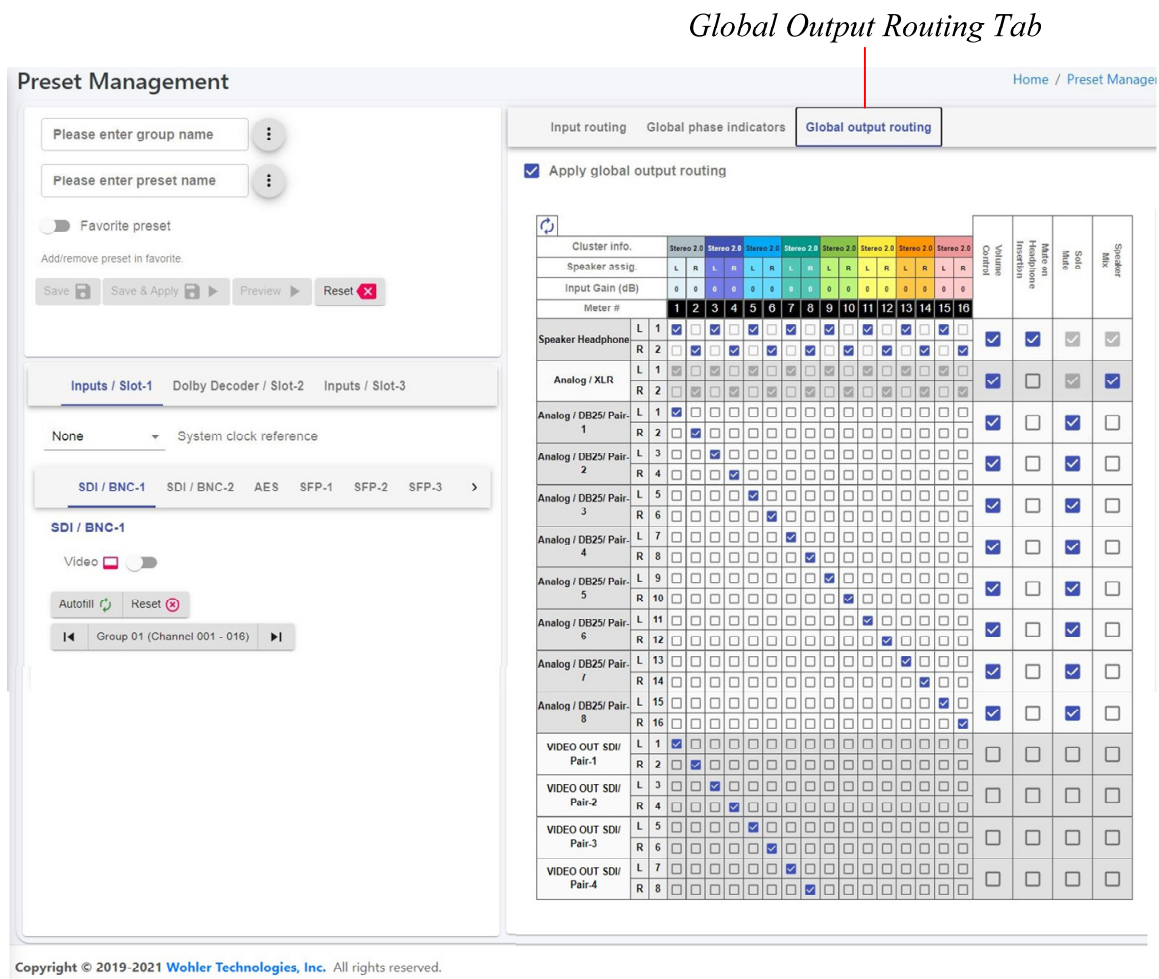 Global Output Routing Tab
Preset Management
Home / Preset Manage
Please enter group name
Please enter preset name
Favorite preset
Add/remove preset in favorite.
Save
Save & Apply
Preview
Reset
Inputs / Slot-1 Dolby Decoder / Slot-2 Inputs / Slot-3
None
System clock reference
SDI / BNC-1 SDI / BNC-2 AES SFP-1 SFP-2 SFP-3
SDI / BNC-1
Video
Autofill Reset
Group 01 (Channel 001 - 016)
Input routing Global phase indicators Global output routing
Apply global output routing
Cluster info. Stereo 2.0 Stereo 2.0 Stereo 2.0 Stereo 2.0 Stereo 2.0 Stereo 2.0 Stereo 2.0 Stereo 2.0
Volume Control
Mute on Headphone Insertion
Solo Mute
Speaker Mix
Speaker assig. L R L R L R L R L R L R L R L R
Input Gain (dB) 0 0 0 0 0 0 0 0 0 0 0 0 0 0 0 0
Meter # 1 2 3 4 5 6 7 8 9 10 11 12 13 14 15 16
Speaker Headphone
L 1
R 2
Analog / XLR
L 1
R 2
Analog / DB25/ Pair-
1
L 1
R 2
Analog / DB25/ Pair-
2
L 3
R 4
Analog / DB25/ Pair-
3
L 5
R 6
Analog / DB25/ Pair-
4
L 7
R 8
Analog / DB25/ Pair-
5
L 9
R 10
Analog / DB25/ Pair-
6
L 11
R 12
Analog / DB25/ Pair-
7
L 13
R 14
Analog / DB25/ Pair-
8
L 15
R 16
VIDEO OUT SDI/
Pair-1
L 1
R 2
VIDEO OUT SDI/
Pair-2
L 3
R 4
VIDEO OUT SDI/
Pair-3
L 5
R 6
VIDEO OUT SDI/
Pair-4
L 7
R 8
Copyright © 2019-2021 Wohler Technologies, Inc. All rights reserved.